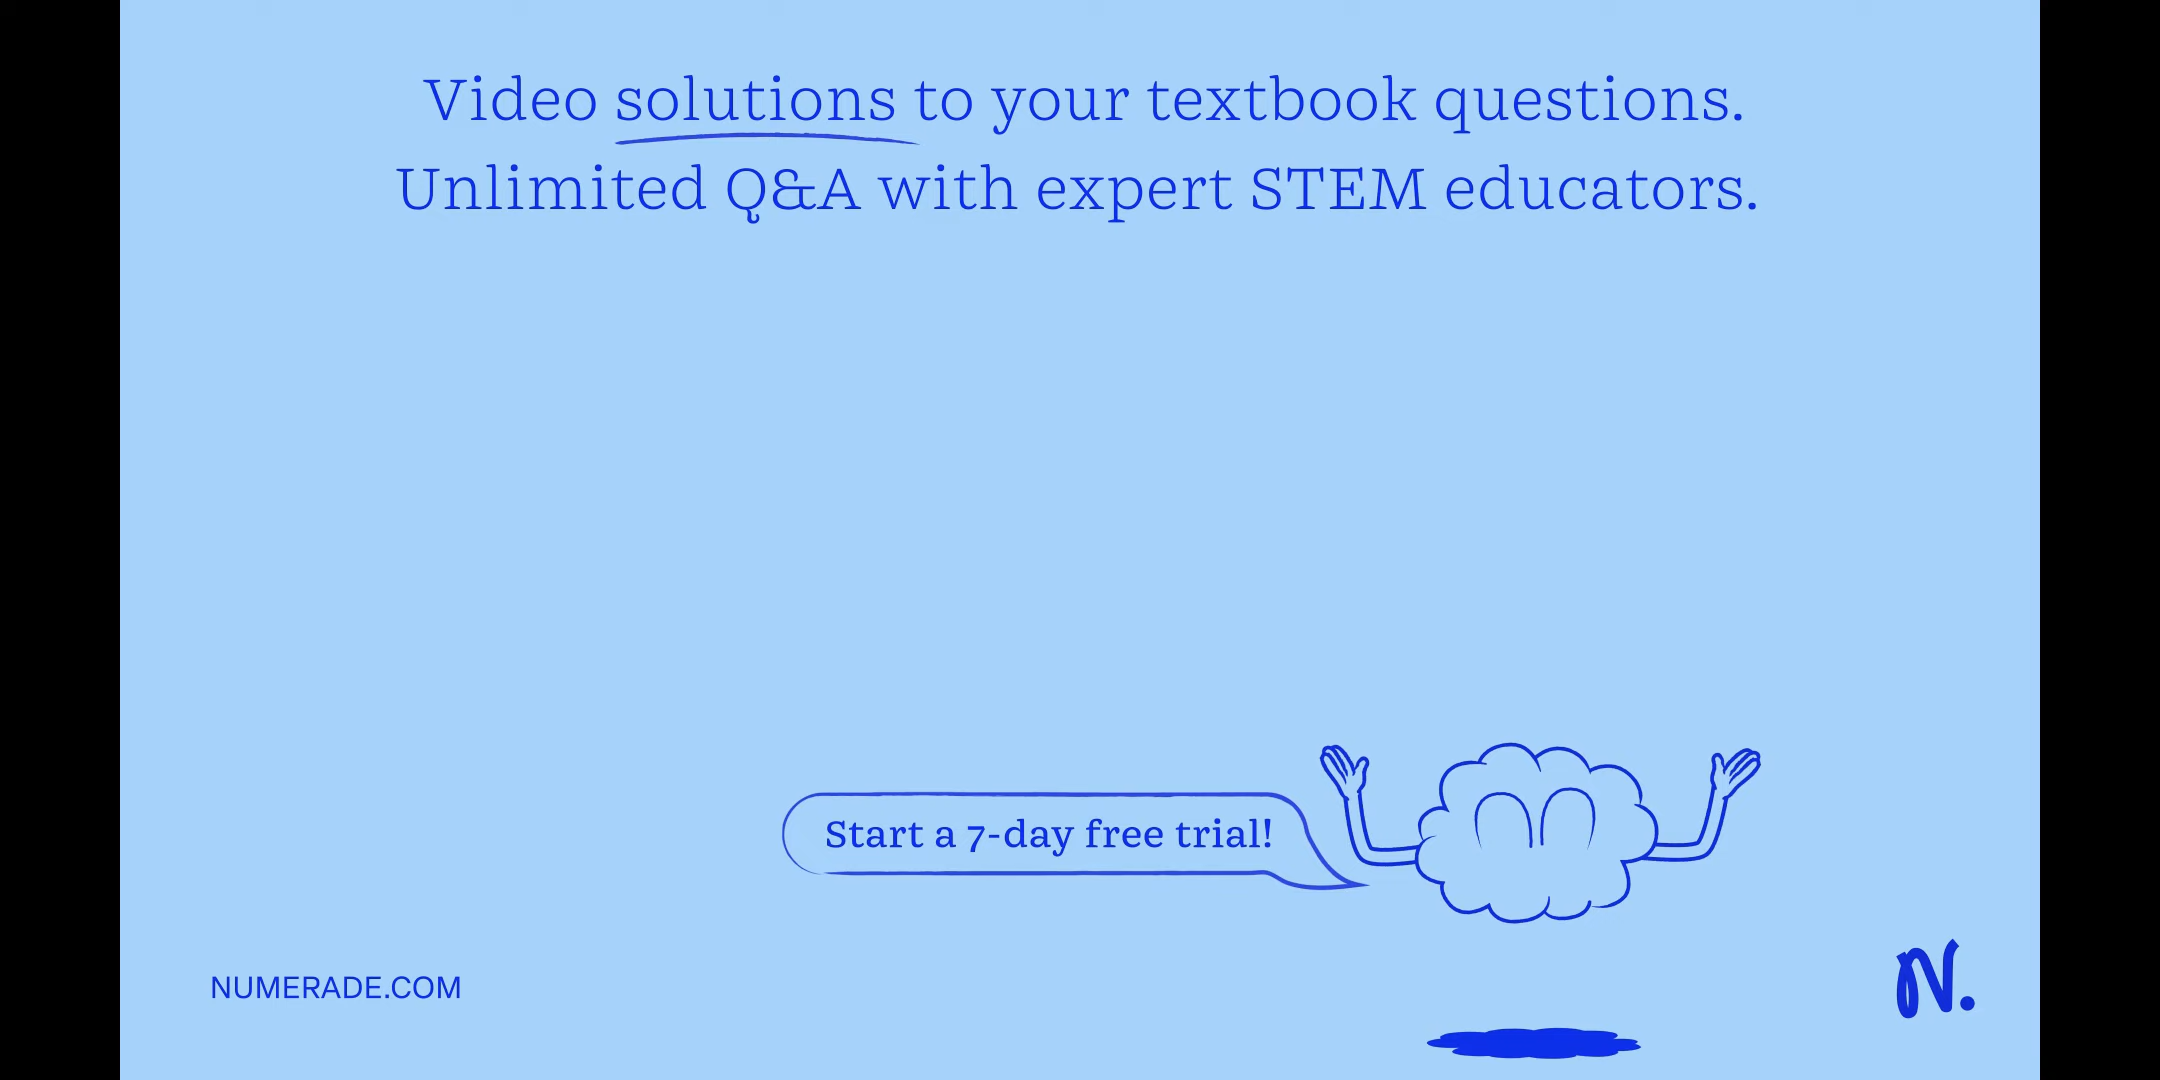 Video solutions to your textbook questions.
Unlimited Q&A with expert STEM educators.
Start a 7-day free trial!
NUMERADE.COM
N.